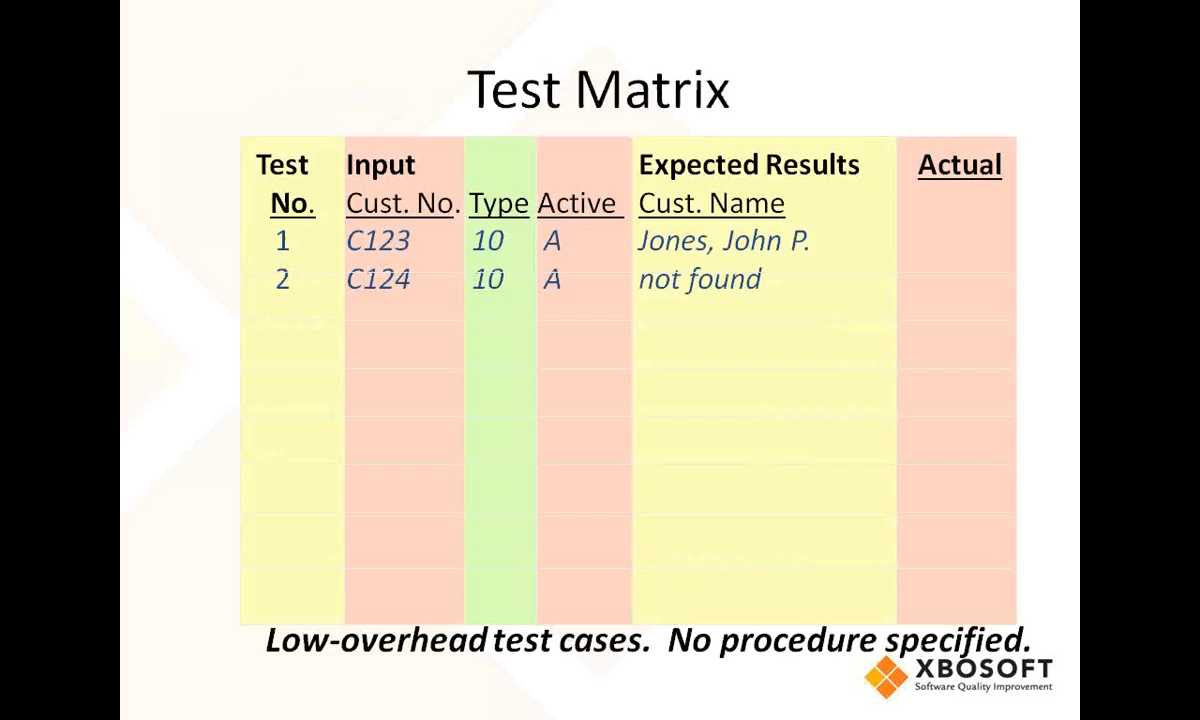 Test Matrix
Test Input Expected Results Actual
No. Cust. No. Type Active Cust. Name
1 C123 10 A Jones, John P.
2 C124 10 A not found
Low-overhead test cases. No procedure specified.
XBOSOFT
Software Quality Improvement